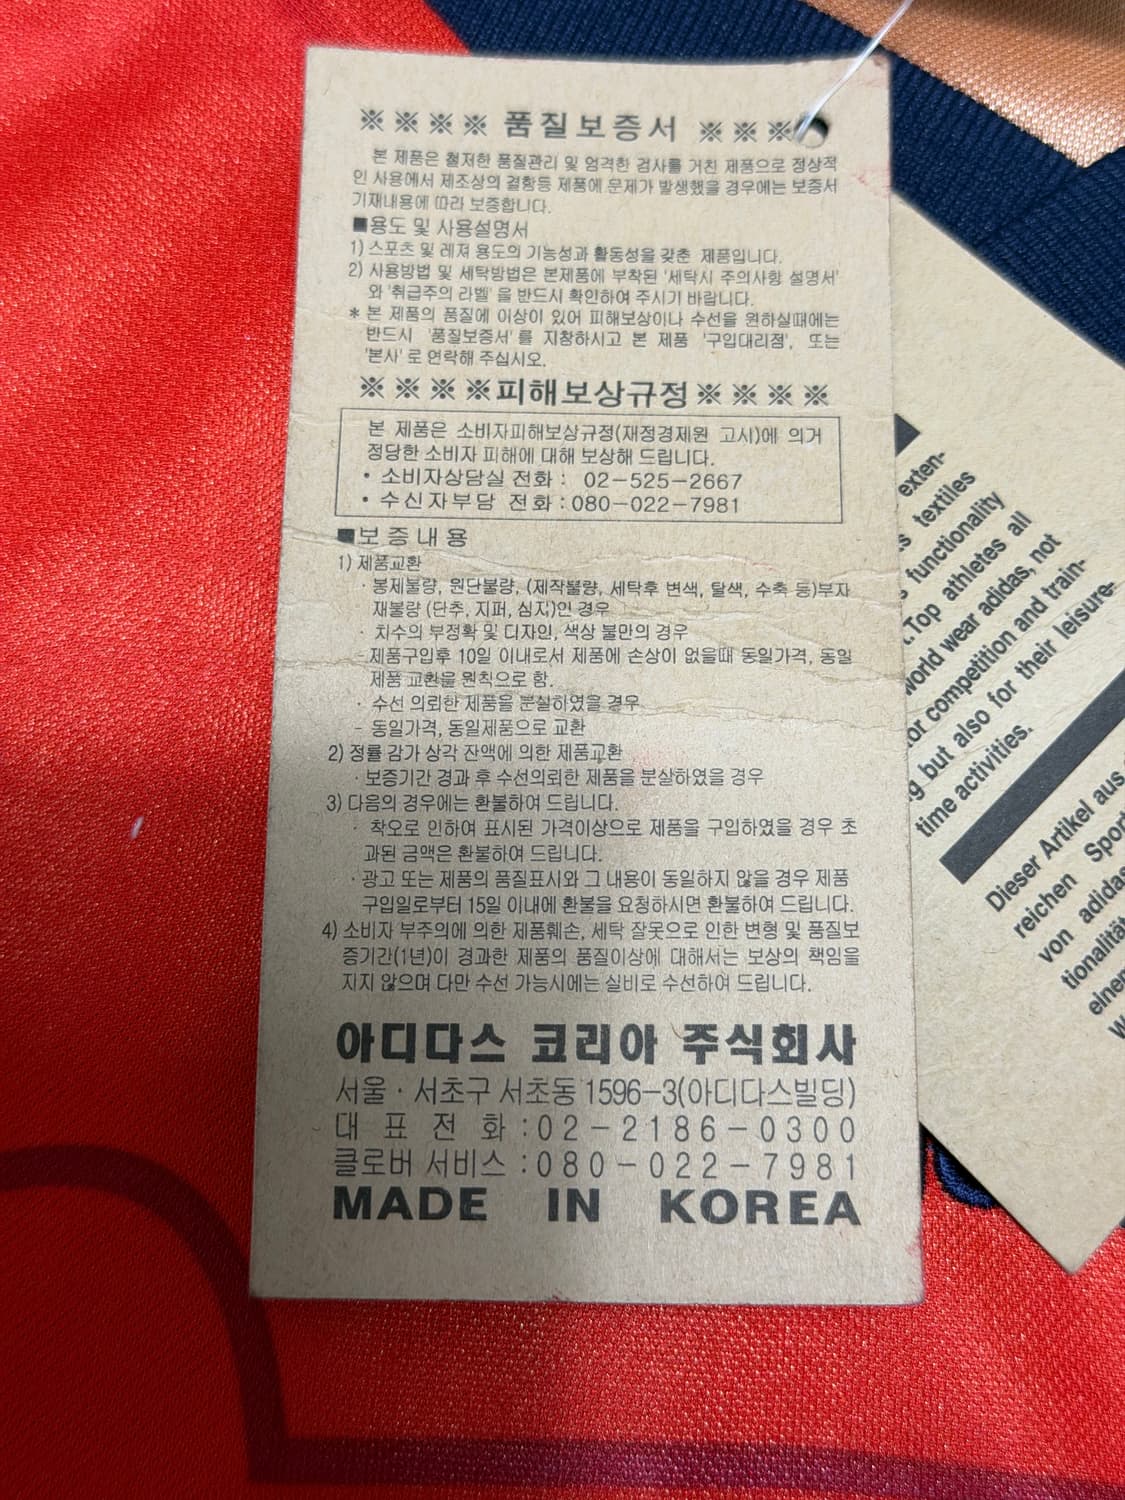 ※※※※ 품질보증서 ※※※※
본 제품은 철저한 품질관리 및 엄격한 검사를 거친 제품으로 정상적
인 사용에서 제조상의 결함등 제품에 문제가 발생했을 경우에는 보증서
기재내용에 따라 보증합니다.
■용도 및 사용설명서
1) 스포츠 및 레져 용도의 기능성과 활동성을 갖춘 제품입니다.
2) 사용방법 및 세탁방법은 본제품에 부착된 '세탁시 주의사항 설명서'
와 '취급주의 라벨' 을 반드시 확인하여 주시기 바랍니다.
* 본 제품의 품질에 이상이 있어 피해보상이나 수선을 원하실때에는
반드시 '품질보증서' 를 지참하시고 본 제품 '구입대리점', 또는
'본사' 로 연락해 주십시오.
※※※※피해보상규정※※※※
본 제품은 소비자피해보상규정(재정경제원 고시)에 의거
정당한 소비자 피해에 대해 보상해 드립니다.
• 소비자상담실 전화 : 02-525-2667
• 수신자부담 전화 : 080-022-7981
■보증내용
1) 제품교환
· 봉제불량, 원단불량, (제작불량, 세탁후 변색, 탈색, 수축 등)부자
재불량 (단추, 지퍼, 심지)인 경우
· 치수의 부정확 및 디자인, 색상 불만의 경우
- 제품구입후 10일 이내로서 제품에 손상이 없을때 동일가격, 동일
제품 교환을 원칙으로 함.
· 수선 의뢰한 제품을 분실하였을 경우
- 동일가격, 동일제품으로 교환
2) 정률 감가 상각 잔액에 의한 제품교환
· 보증기간 경과 후 수선의뢰한 제품을 분실하였을 경우
3) 다음의 경우에는 환불하여 드립니다.
· 착오로 인하여 표시된 가격이상으로 제품을 구입하였을 경우 초
과된 금액은 환불하여 드립니다.
· 광고 또는 제품의 품질표시와 그 내용이 동일하지 않을 경우 제품
구입일로부터 15일 이내에 환불을 요청하시면 환불하여 드립니다.
4) 소비자 부주의에 의한 제품훼손, 세탁 잘못으로 인한 변형 및 품질보
증기간(1년)이 경과한 제품의 품질이상에 대해서는 보상의 책임을
지지 않으며 다만 수선 가능시에는 실비로 수선하여 드립니다.
아디다스 코리아 주식회사
서울 · 서초구 서초동 1596-3(아디다스빌딩)
대 표 전 화 : 02-2186-0300
클로버 서비스 : 080-022-7981
MADE IN KOREA
exten-
textiles
functionality
Top athletes all
world wear adidas, not
for competition and train-
but also for their leisure-
time activities.
Dieser Artikel aus
reichen Sport
von adidas
tionalität
einem